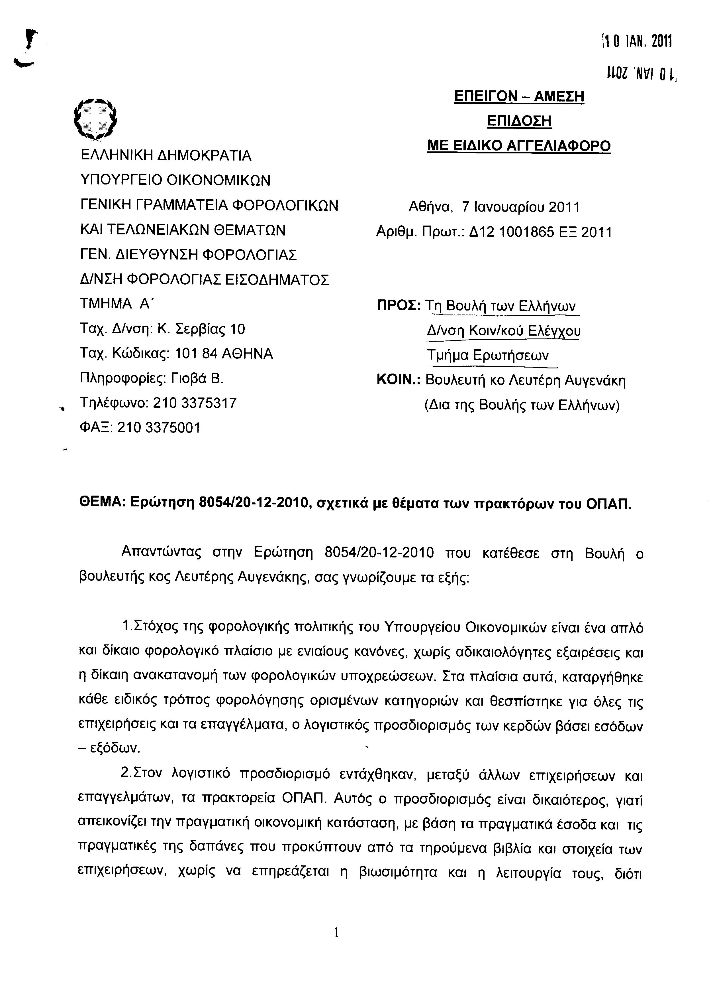 10 ΙΑΝ. 2011
10 ΙΑΝ. 2011
ΕΠΕΙΓΟΝ – ΑΜΕΣΗ
ΕΠΙΔΟΣΗ
ΜΕ ΕΙΔΙΚΟ ΑΓΓΕΛΙΑΦΟΡΟ
ΕΛΛΗΝΙΚΗ ΔΗΜΟΚΡΑΤΙΑ
ΥΠΟΥΡΓΕΙΟ ΟΙΚΟΝΟΜΙΚΩΝ
ΓΕΝΙΚΗ ΓΡΑΜΜΑΤΕΙΑ ΦΟΡΟΛΟΓΙΚΩΝ
ΚΑΙ ΤΕΛΩΝΕΙΑΚΩΝ ΘΕΜΑΤΩΝ
ΓΕΝ. ΔΙΕΥΘΥΝΣΗ ΦΟΡΟΛΟΓΙΑΣ
Δ/ΝΣΗ ΦΟΡΟΛΟΓΙΑΣ ΕΙΣΟΔΗΜΑΤΟΣ
ΤΜΗΜΑ Α΄
Ταχ. Δ/νση: Κ. Σερβίας 10
Ταχ. Κώδικας: 101 84 ΑΘΗΝΑ
Πληροφορίες: Γιοβά Β.
Τηλέφωνο: 210 3375317
ΦΑΞ: 210 3375001
Αθήνα, 7 Ιανουαρίου 2011
Αριθμ. Πρωτ.: Δ12 1001865 ΕΞ 2011
ΠΡΟΣ: Τη Βουλή των Ελλήνων
Δ/νση Κοιν/κού Ελέγχου
Τμήμα Ερωτήσεων
ΚΟΙΝ.: Βουλευτή κο Λευτέρη Αυγενάκη
(Δια της Βουλής των Ελλήνων)
ΘΕΜΑ: Ερώτηση 8054/20-12-2010, σχετικά με θέματα των πρακτόρων του ΟΠΑΠ.
Απαντώντας στην Ερώτηση 8054/20-12-2010 που κατέθεσε στη Βουλή ο
βουλευτής κος Λευτέρης Αυγενάκης, σας γνωρίζουμε τα εξής:
1.Στόχος της φορολογικής πολιτικής του Υπουργείου Οικονομικών είναι ένα απλό
και δίκαιο φορολογικό πλαίσιο με ενιαίους κανόνες, χωρίς αδικαιολόγητες εξαιρέσεις και
η δίκαιη ανακατανομή των φορολογικών υποχρεώσεων. Στα πλαίσια αυτά, καταργήθηκε
κάθε ειδικός τρόπος φορολόγησης ορισμένων κατηγοριών και θεσπίστηκε για όλες τις
επιχειρήσεις και τα επαγγέλματα, ο λογιστικός προσδιορισμός των κερδών βάσει εσόδων
– εξόδων.
2.Στον λογιστικό προσδιορισμό εντάχθηκαν, μεταξύ άλλων επιχειρήσεων και
επαγγελμάτων, τα πρακτορεία ΟΠΑΠ. Αυτός ο προσδιορισμός είναι δικαιότερος, γιατί
απεικονίζει την πραγματική οικονομική κατάσταση, με βάση τα πραγματικά έσοδα και τις
πραγματικές της δαπάνες που προκύπτουν από τα τηρούμενα βιβλία και στοιχεία των
επιχειρήσεων, χωρίς να επηρεάζεται η βιωσιμότητα και η λειτουργία τους, διότι
1